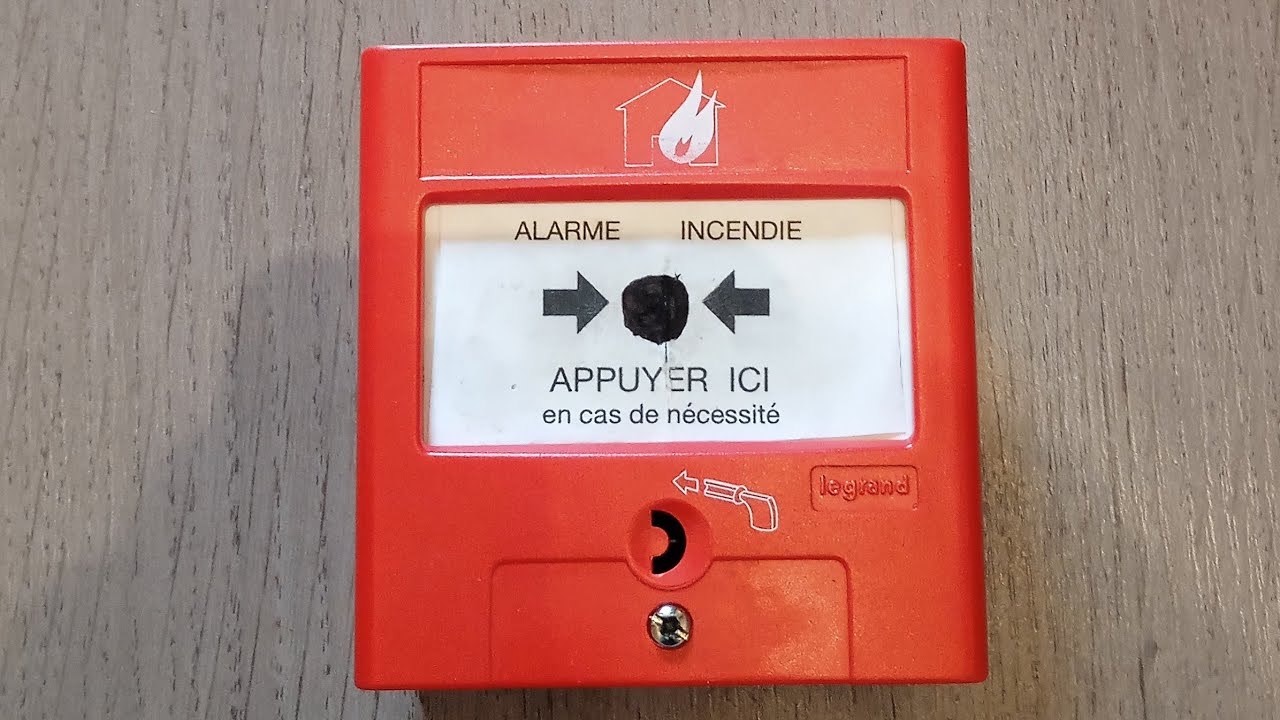 ALARME INCENDIE
APPUYER ICI
en cas de nécessité
legrand